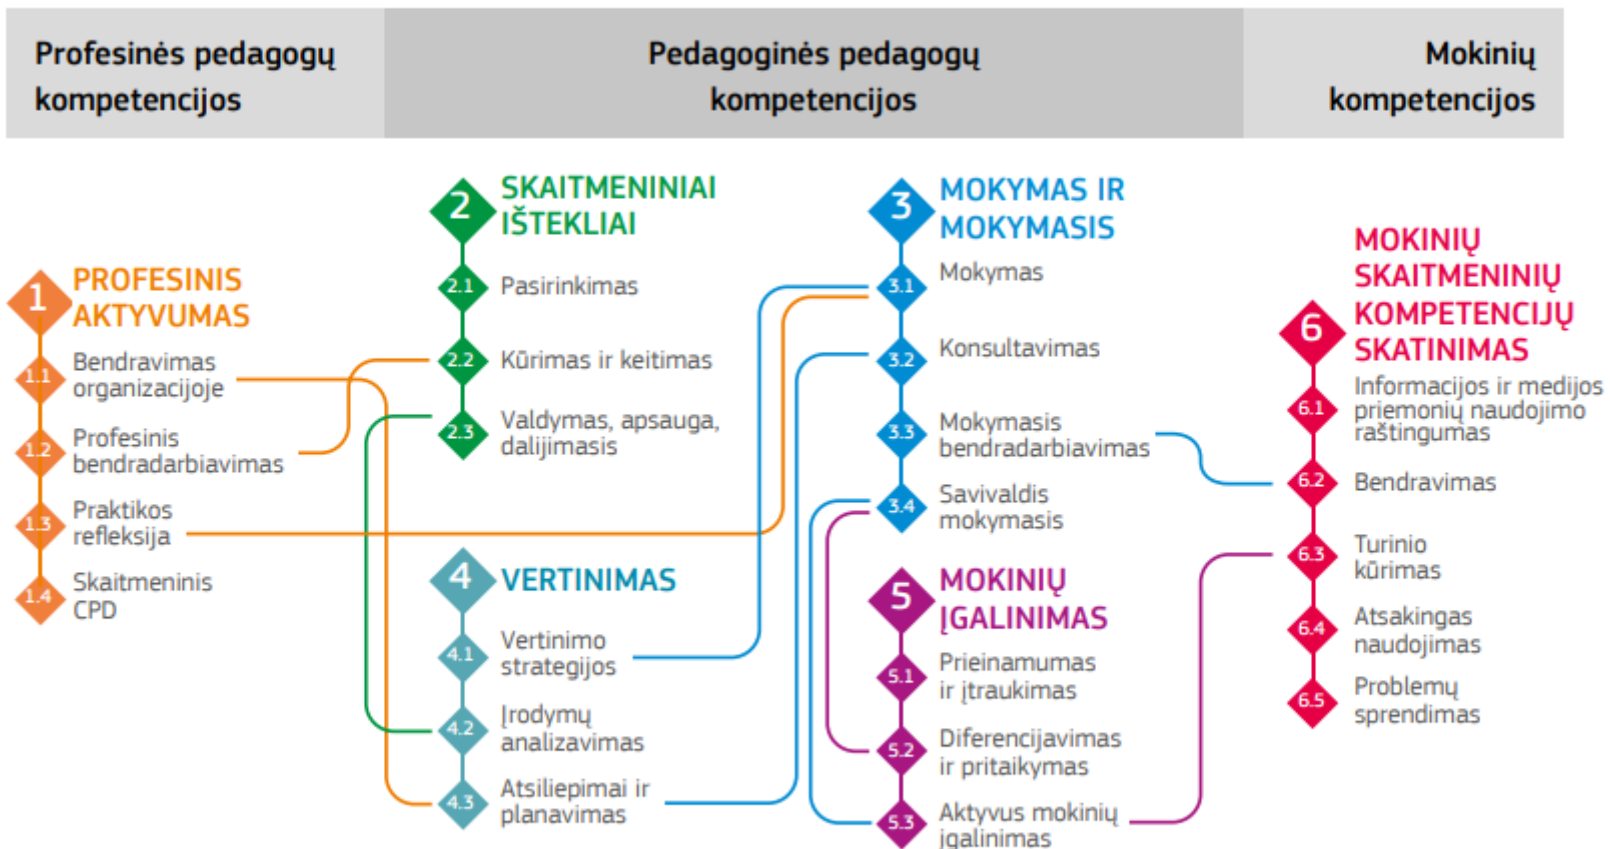 Profesinės pedagogų
kompetencijos
Pedagoginės pedagogų
kompetencijos
Mokinių
kompetencijos
1
PROFESINIS
AKTYVUMAS
1.1
Bendravimas
organizacijoje
1.2
Profesinis
bendradarbiavimas
1.3
Praktikos
refleksija
1.4
Skaitmeninis
CPD
2
SKAITMENINIAI
IŠTEKLIAI
2.1
Pasirinkimas
2.2
Kūrimas ir keitimas
2.3
Valdymas, apsauga,
dalijimasis
4
VERTINIMAS
4.1
Vertinimo
strategijos
4.2
Įrodymų
analizavimas
4.3
Atsiliepimai ir
planavimas
3
MOKYMAS IR
MOKYMASIS
3.1
Mokymas
3.2
Konsultavimas
3.3
Mokymasis
bendradarbiavimas
3.4
Savivaldis
mokymasis
5
MOKINIŲ
ĮGALINIMAS
5.1
Prieinamumas
ir įtraukimas
5.2
Diferencijavimas
ir pritaikymas
5.3
Aktyvus mokinių
įgalinimas
6
MOKINIŲ
SKAITMENINIŲ
KOMPETENCIJŲ
SKATINIMAS
6.1
Informacijos ir medijos
priemonių naudojimo
raštingumas
6.2
Bendravimas
6.3
Turinio
kūrimas
6.4
Atsakingas
naudojimas
6.5
Problemų
sprendimas